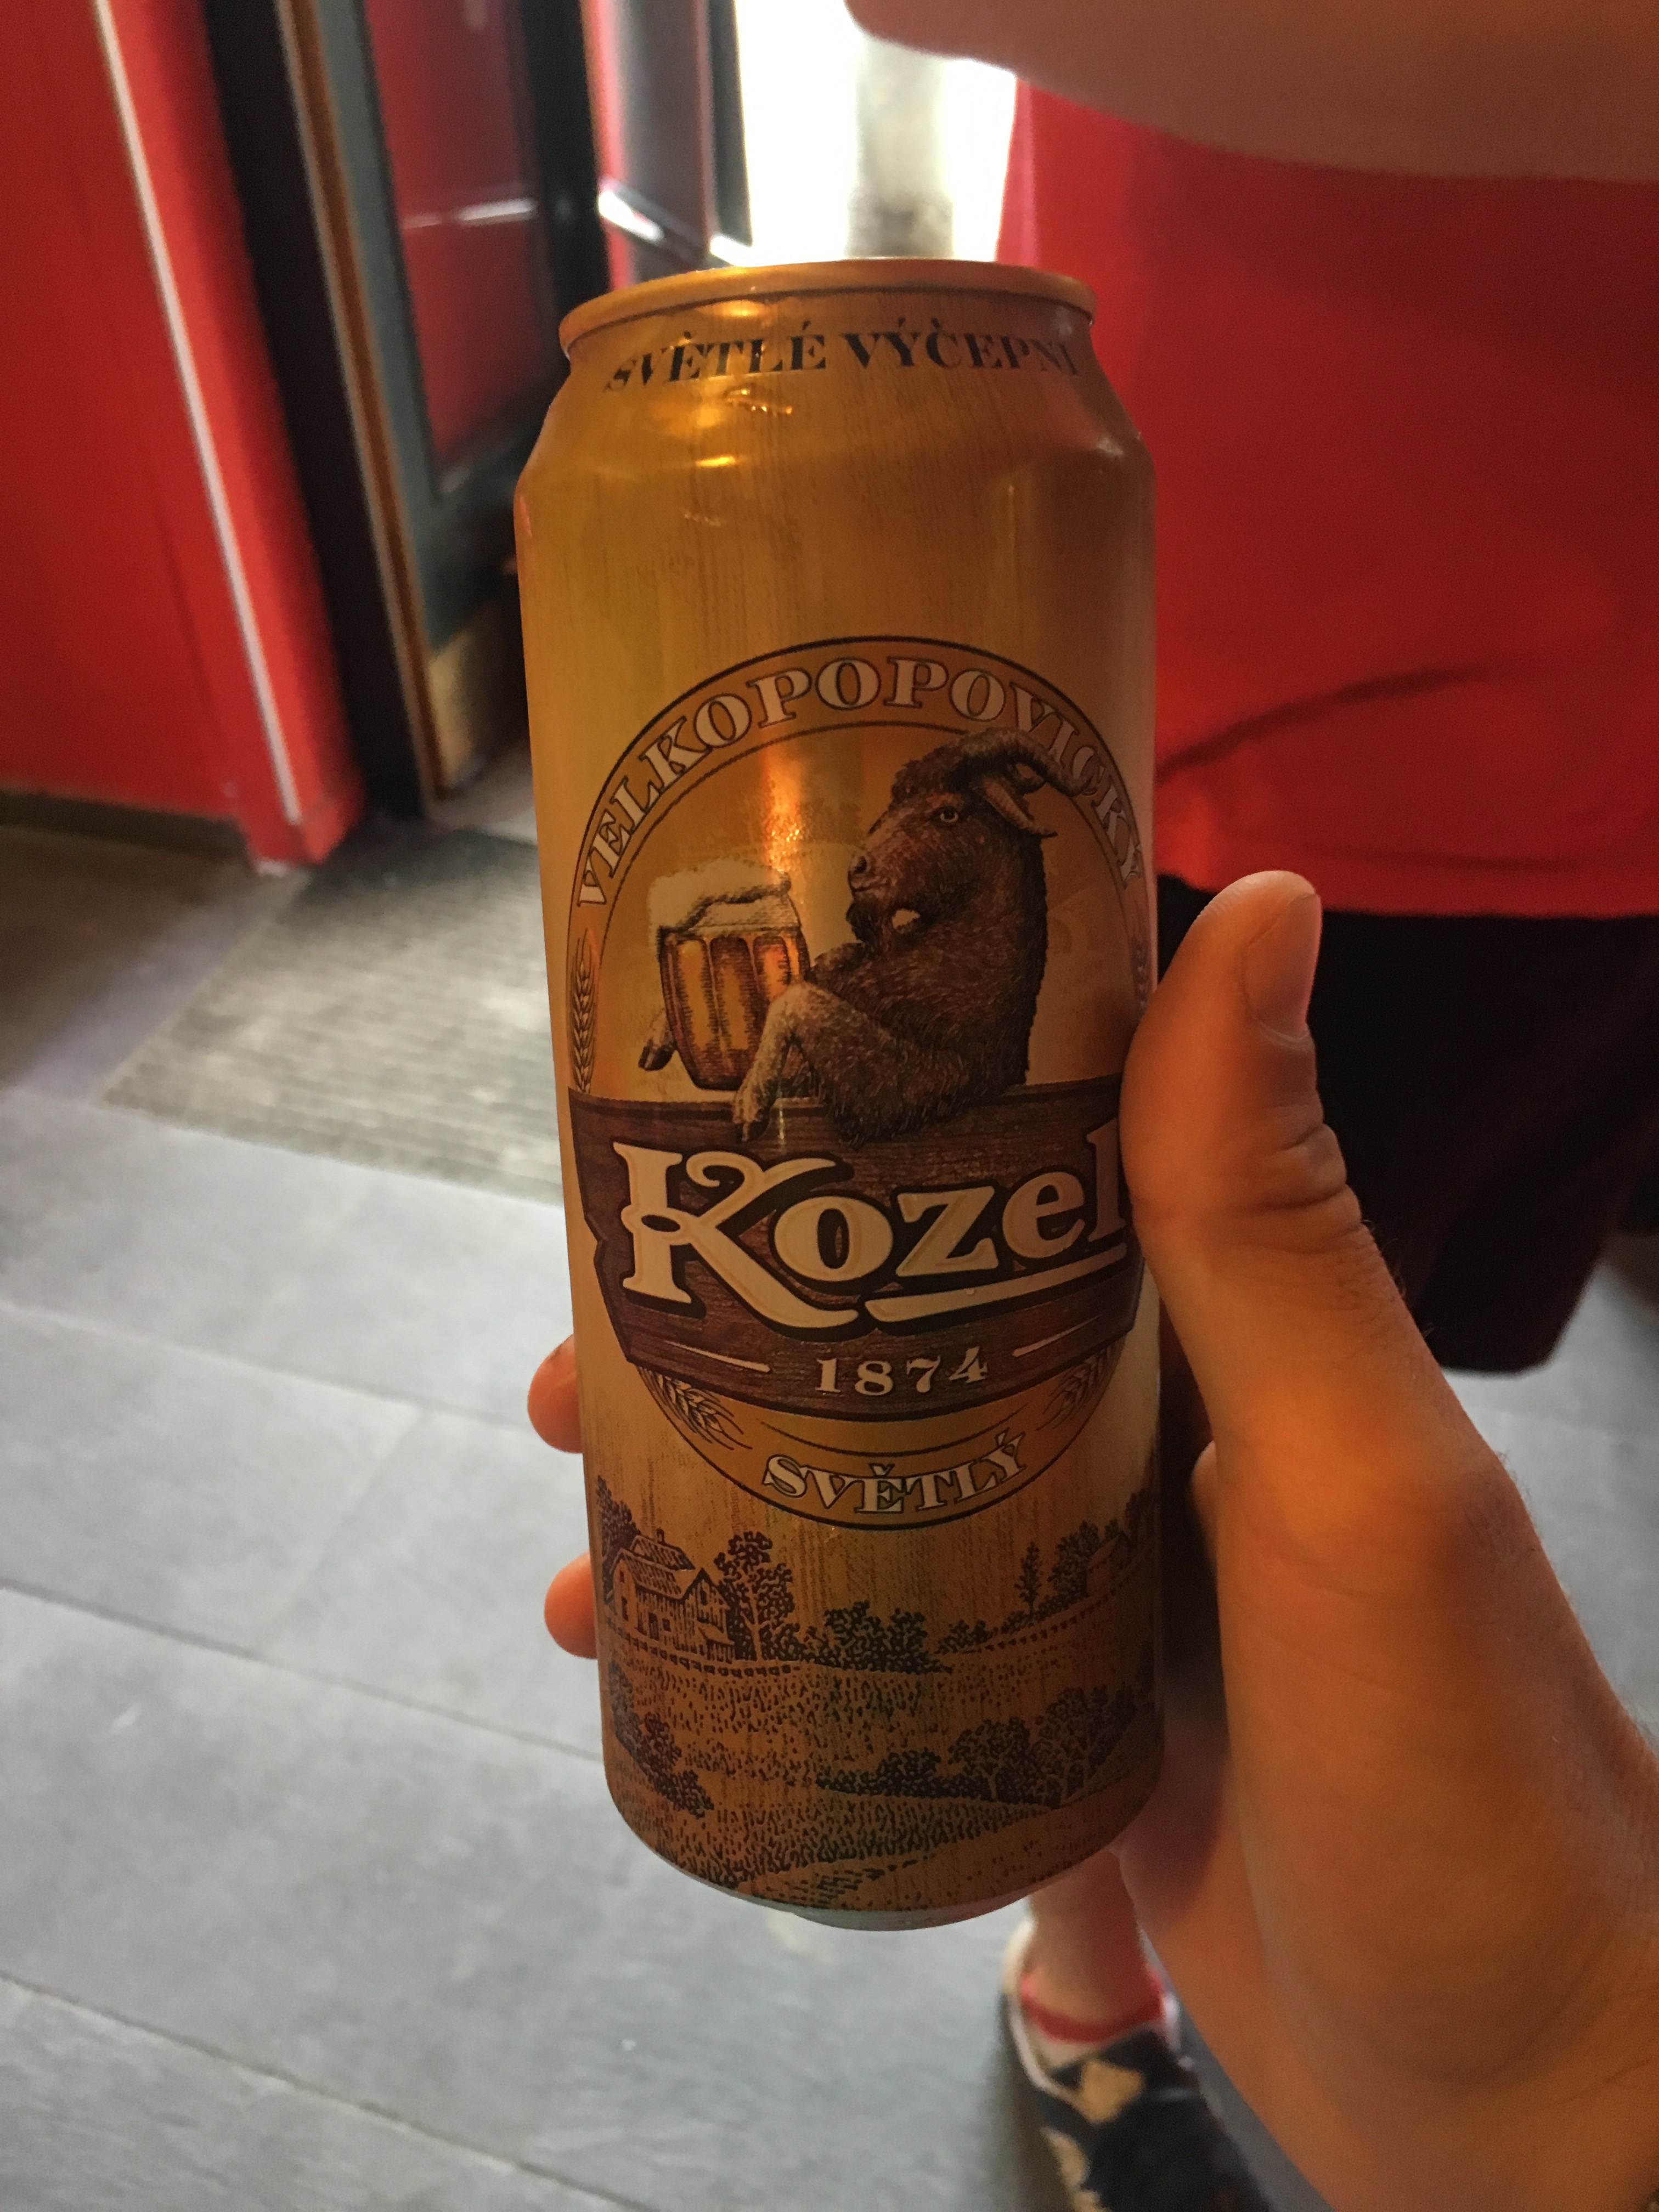 SVĚTLÉ VÝČEPNÍ
VELKOPOPOVICKÝ
Kozel
1874
SVĚTLÝ